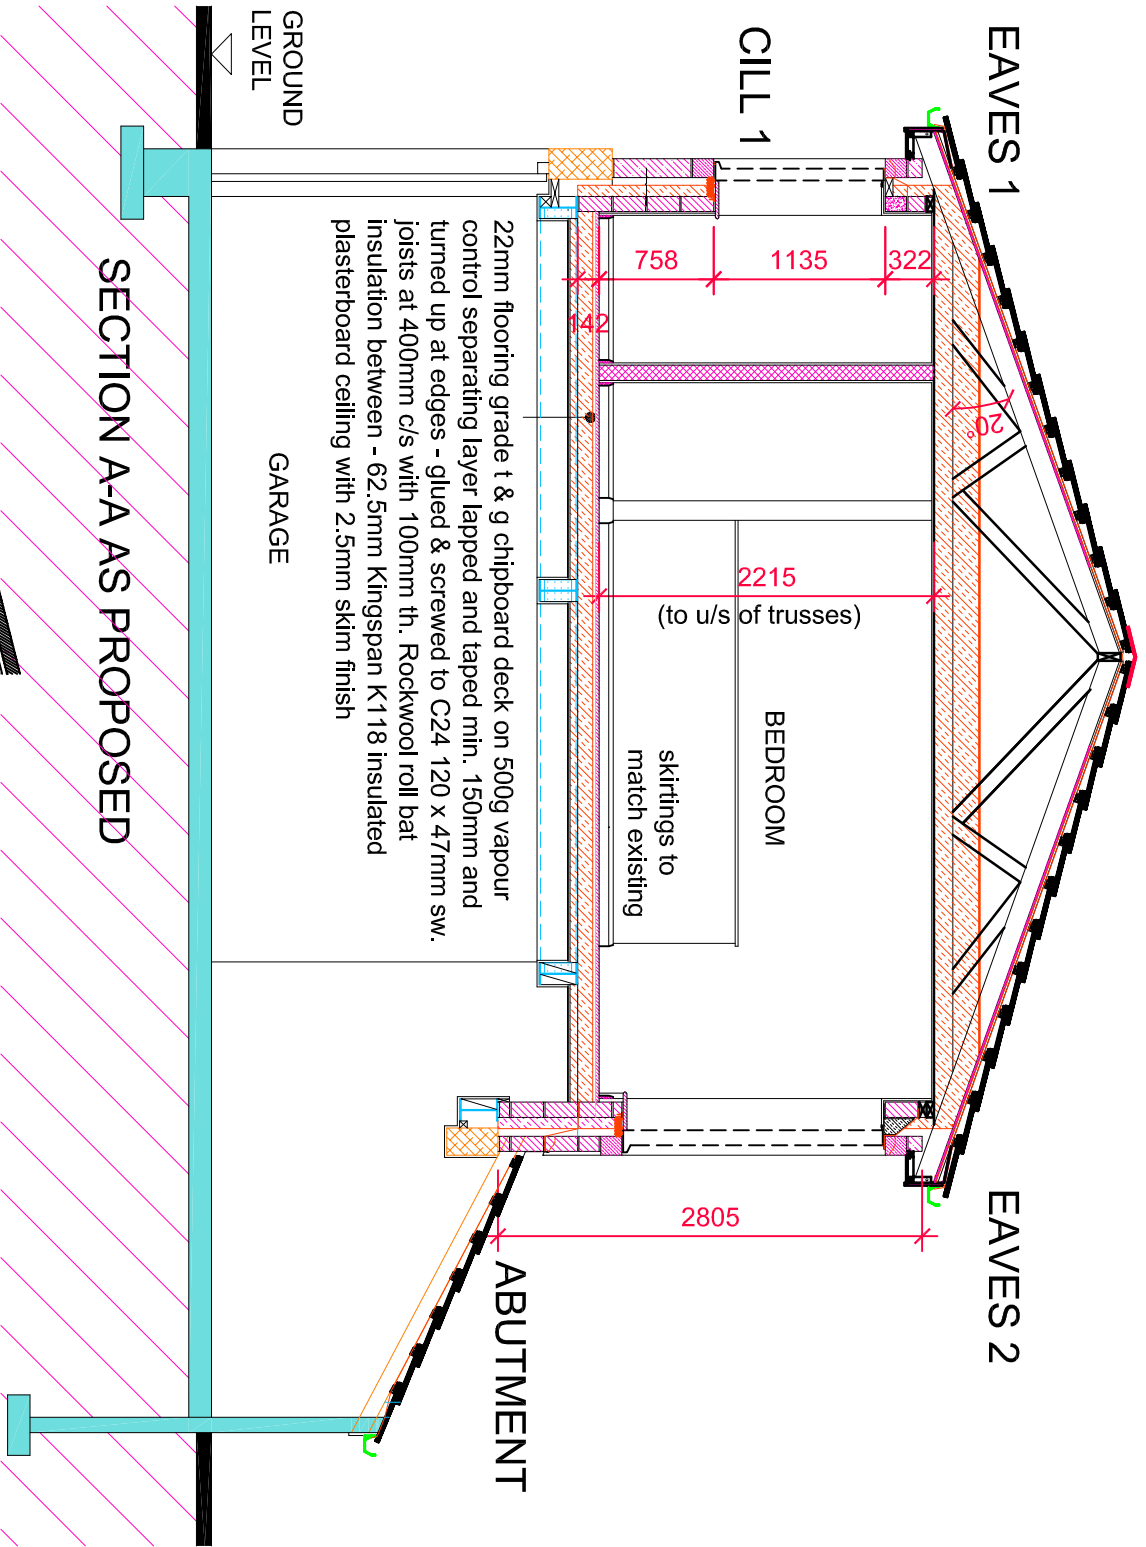 EAVES 1
EAVES 2
20°
CILL 1
322
1135
758
142
2215
(to u/s of trusses)
BEDROOM
skirtings to
match existing
2805
ABUTMENT
22mm flooring grade t & g chipboard deck on 500g vapour
control separating layer lapped and taped min. 150mm and
turned up at edges - glued & screwed to C24 120 x 47mm sw.
joists at 400mm c/s with 100mm th. Rockwool roll bat
insulation between - 62.5mm Kingspan K118 insulated
plasterboard ceiling with 2.5mm skim finish
GARAGE
GROUND
LEVEL
SECTION A-A AS PROPOSED